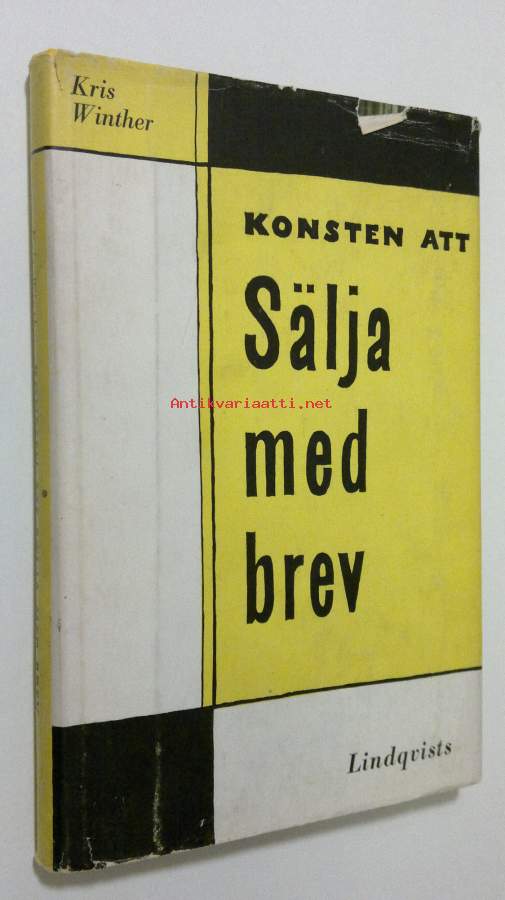 Kris
Winther
KONSTEN ATT
Sälja
Antikvariaatti.net
med
brev
Lindqvists